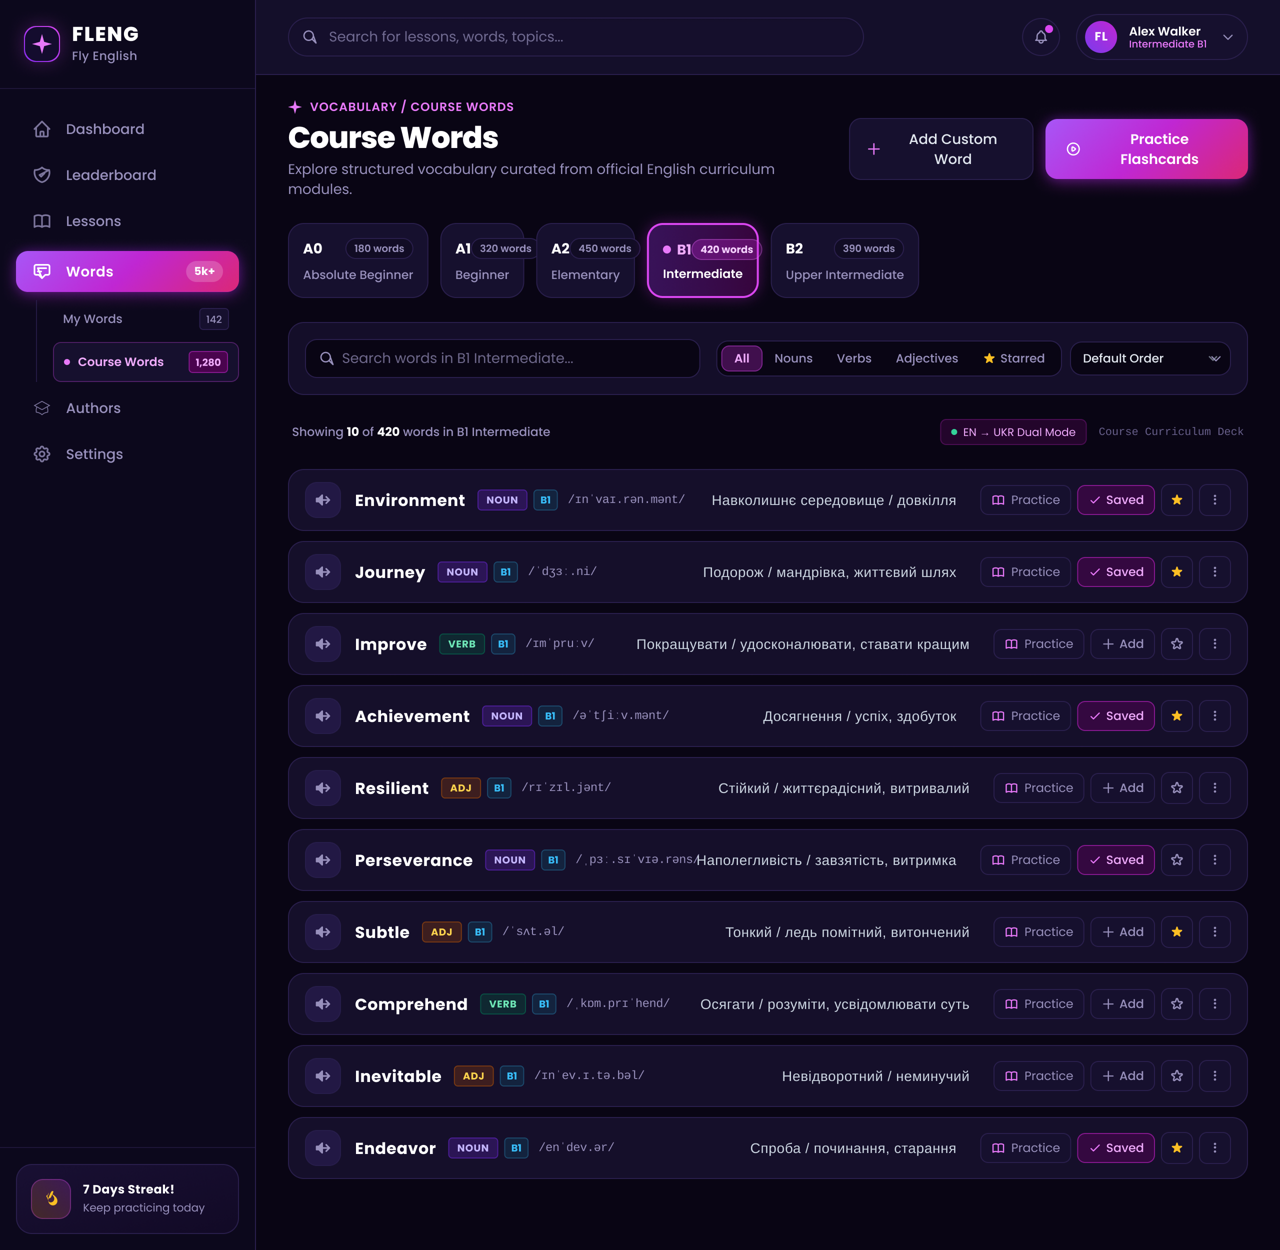 FLENG
Fly English
Search for lessons, words, topics...
FL
Alex Walker
Intermediate B1
Dashboard
Leaderboard
Lessons
Words 5k+
My Words 142
Course Words 1,280
Authors
Settings
7 Days Streak!
Keep practicing today
VOCABULARY / COURSE WORDS
Course Words
Explore structured vocabulary curated from official English curriculum
modules.
Add Custom
Word
Practice
Flashcards
A0 180 words
Absolute Beginner
A1 320 words
Beginner
A2 450 words
Elementary
B1 420 words
Intermediate
B2 390 words
Upper Intermediate
Search words in B1 Intermediate...
All Nouns Verbs Adjectives Starred
Default Order
Showing 10 of 420 words in B1 Intermediate
EN → UKR Dual Mode
Course Curriculum Deck
Environment NOUN B1 /ɪnˈvaɪ.rən.mənt/ Навколишнє середовище / довкілля Practice Saved
Journey NOUN B1 /ˈdʒɜː.ni/ Подорож / мандрівка, життєвий шлях Practice Saved
Improve VERB B1 /ɪmˈpruːv/ Покращувати / удосконалювати, ставати кращим Practice Add
Achievement NOUN B1 /əˈtʃiːv.mənt/ Досягнення / успіх, здобуток Practice Saved
Resilient ADJ B1 /rɪˈzɪl.jənt/ Стійкий / життєрадісний, витривалий Practice Add
Perseverance NOUN B1 /ˌpɜː.sɪˈvɪə.rəns/ Наполегливість / завзятість, витримка Practice Saved
Subtle ADJ B1 /ˈsʌt.əl/ Тонкий / ледь помітний, витончений Practice Add
Comprehend VERB B1 /ˌkɒm.prɪˈhend/ Осягати / розуміти, усвідомлювати суть Practice Add
Inevitable ADJ B1 /ɪnˈev.ɪ.tə.bəl/ Невідворотний / неминучий Practice Add
Endeavor NOUN B1 /enˈdev.ər/ Спроба / починання, старання Practice Saved